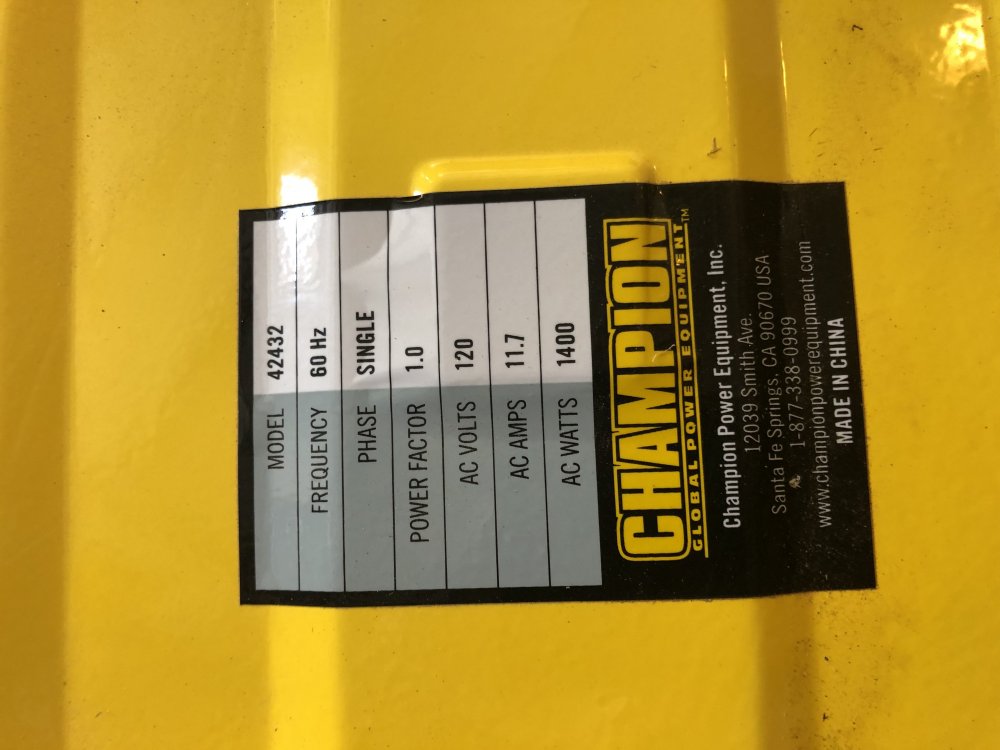 MODEL 42432
FREQUENCY 60 Hz
PHASE SINGLE
POWER FACTOR 1.0
AC VOLTS 120
AC AMPS 11.7
AC WATTS 1400
CHAMPION
GLOBAL POWER EQUIPMENT™
Champion Power Equipment, Inc.
12039 Smith Ave.
Santa Fe Springs, CA 90670 USA
1-877-338-0999
www.championpowerequipment.com
MADE IN CHINA